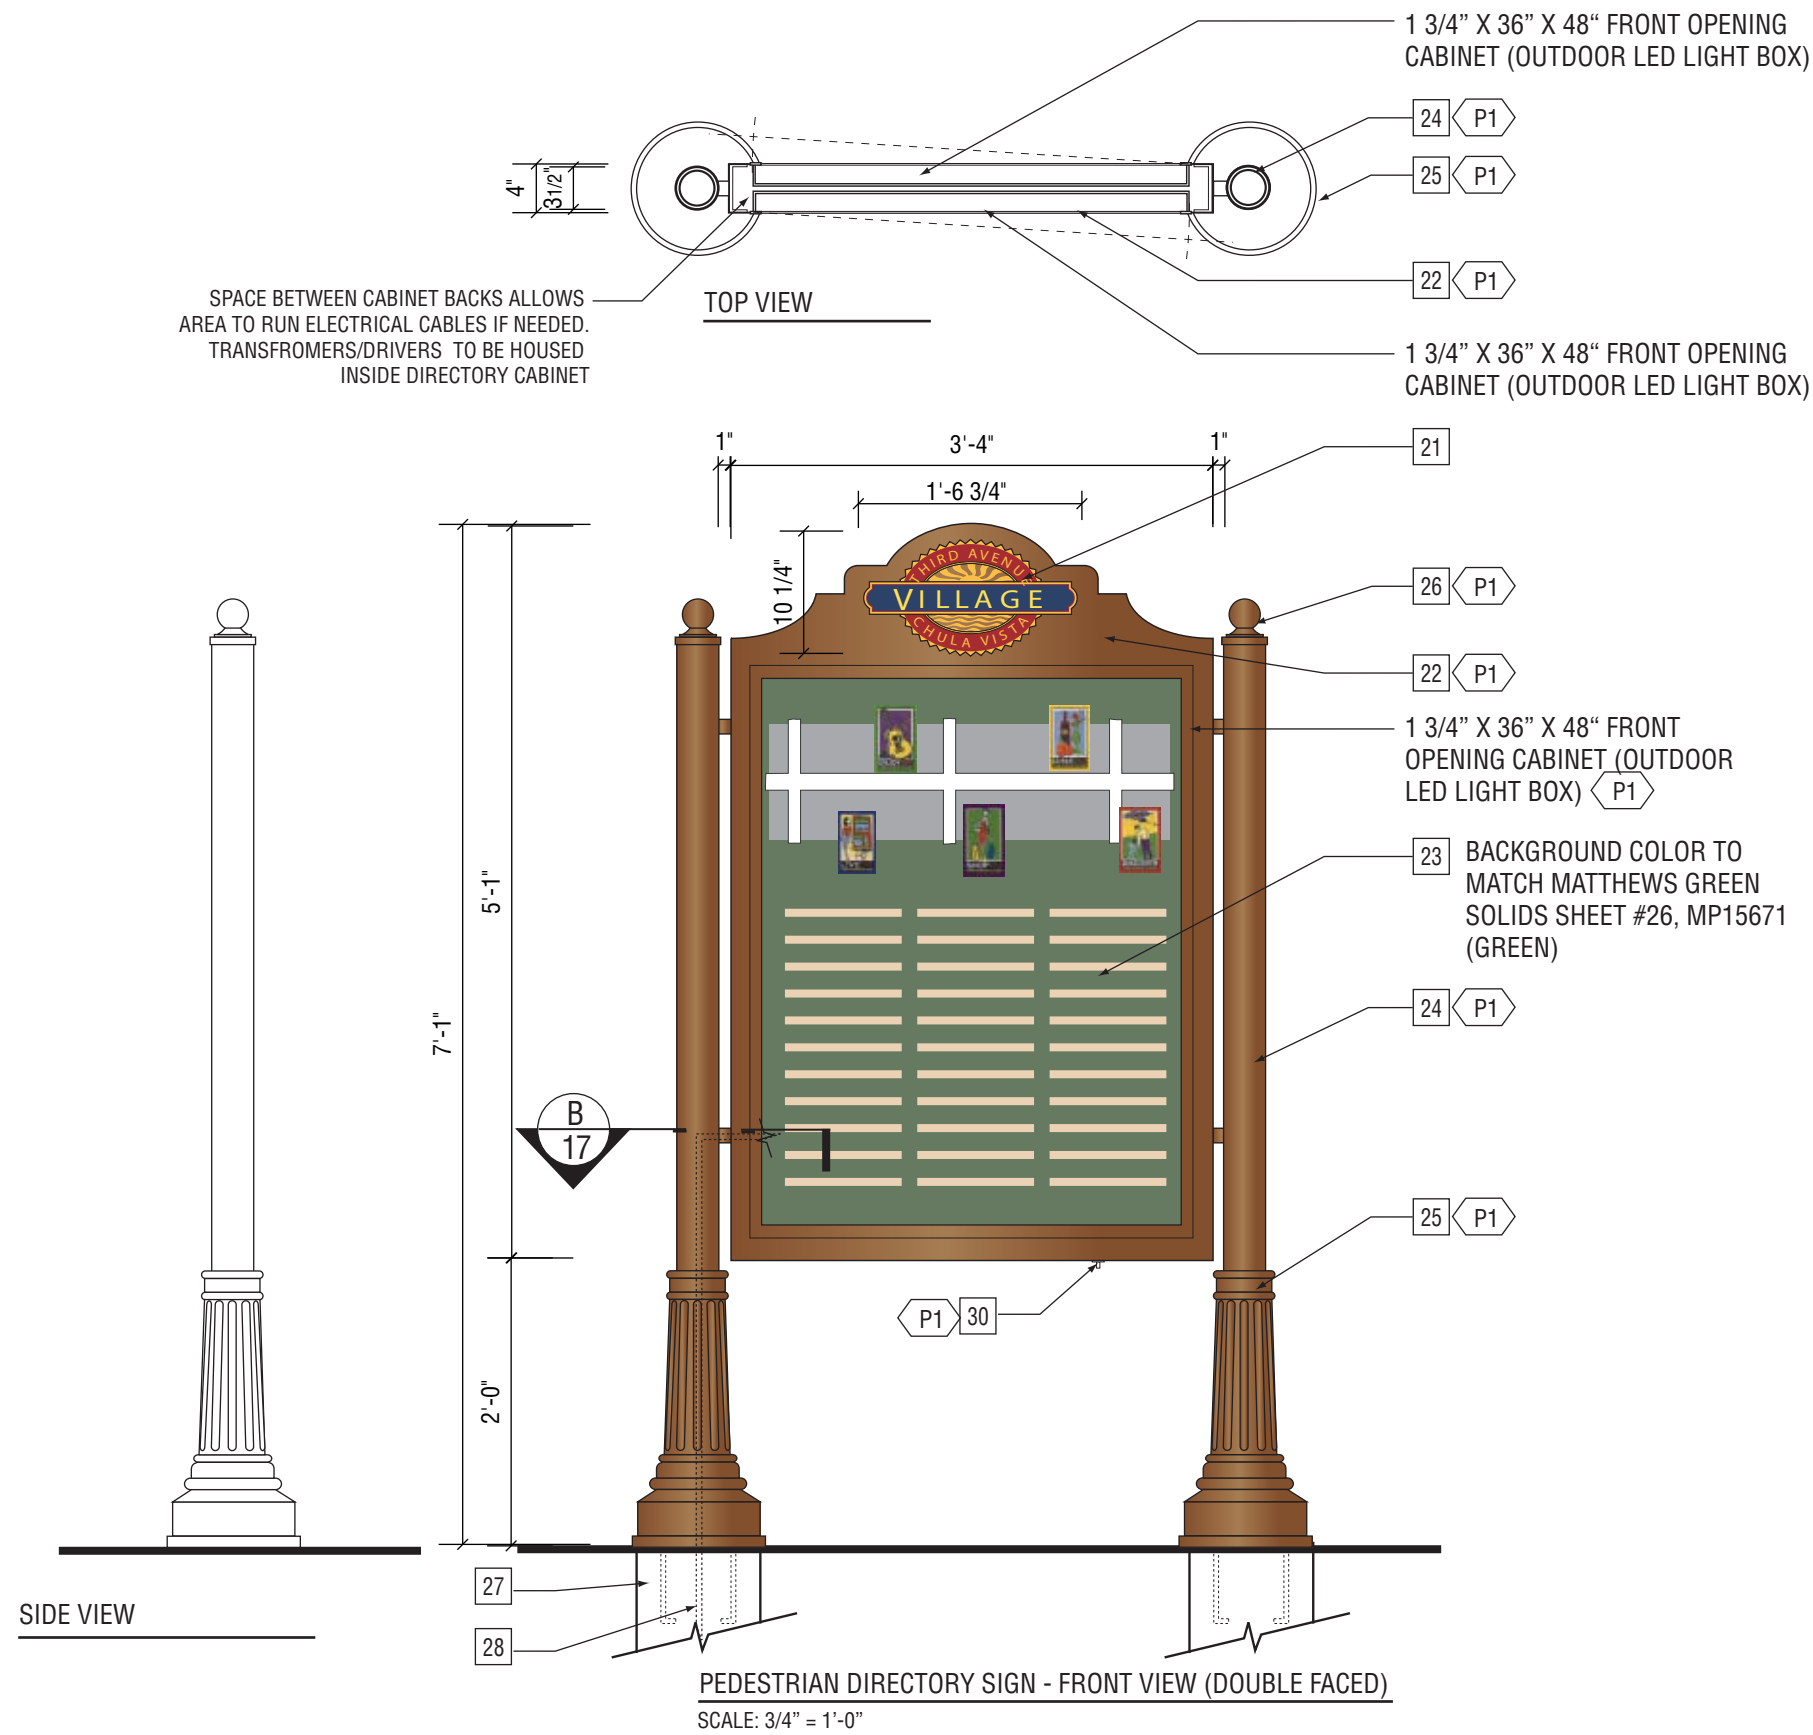 1 3/4” X 36” X 48“ FRONT OPENING
CABINET (OUTDOOR LED LIGHT BOX)
24 P1
25 P1
4"
31/2"
22 P1
SPACE BETWEEN CABINET BACKS ALLOWS
AREA TO RUN ELECTRICAL CABLES IF NEEDED.
TRANSFROMERS/DRIVERS TO BE HOUSED
INSIDE DIRECTORY CABINET
TOP VIEW
1 3/4” X 36” X 48“ FRONT OPENING
CABINET (OUTDOOR LED LIGHT BOX)
1"
3'-4"
1"
21
1'-6 3/4"
10 1/4"
THIRD AVENUE
VILLAGE
CHULA VISTA
26 P1
22 P1
1 3/4” X 36” X 48“ FRONT
OPENING CABINET (OUTDOOR
LED LIGHT BOX) P1
23 BACKGROUND COLOR TO
MATCH MATTHEWS GREEN
SOLIDS SHEET #26, MP15671
(GREEN)
5'-1"
7'-1"
24 P1
B
17
25 P1
P1 30
2'-0"
27
28
SIDE VIEW
PEDESTRIAN DIRECTORY SIGN - FRONT VIEW (DOUBLE FACED)
SCALE: 3/4” = 1’-0”